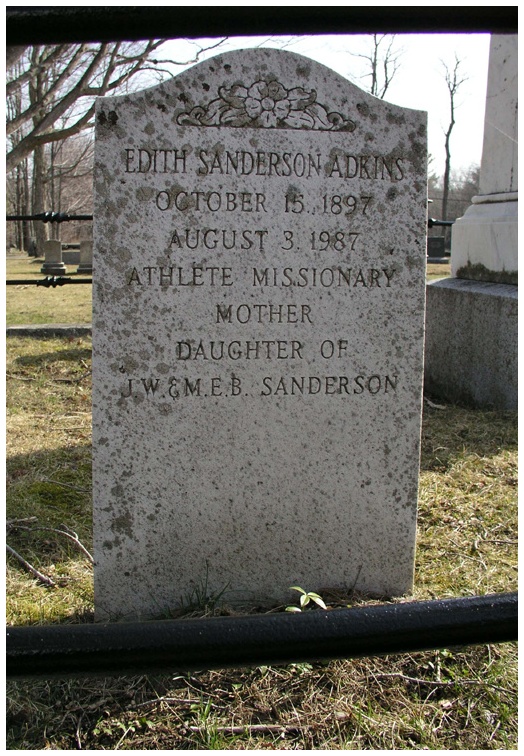 EDITH SANDERSON ADKINS
OCTOBER 15, 1897
AUGUST 3, 1987
ATHLETE MISSIONARY
MOTHER
DAUGHTER OF
J.W.&M.E.B. SANDERSON